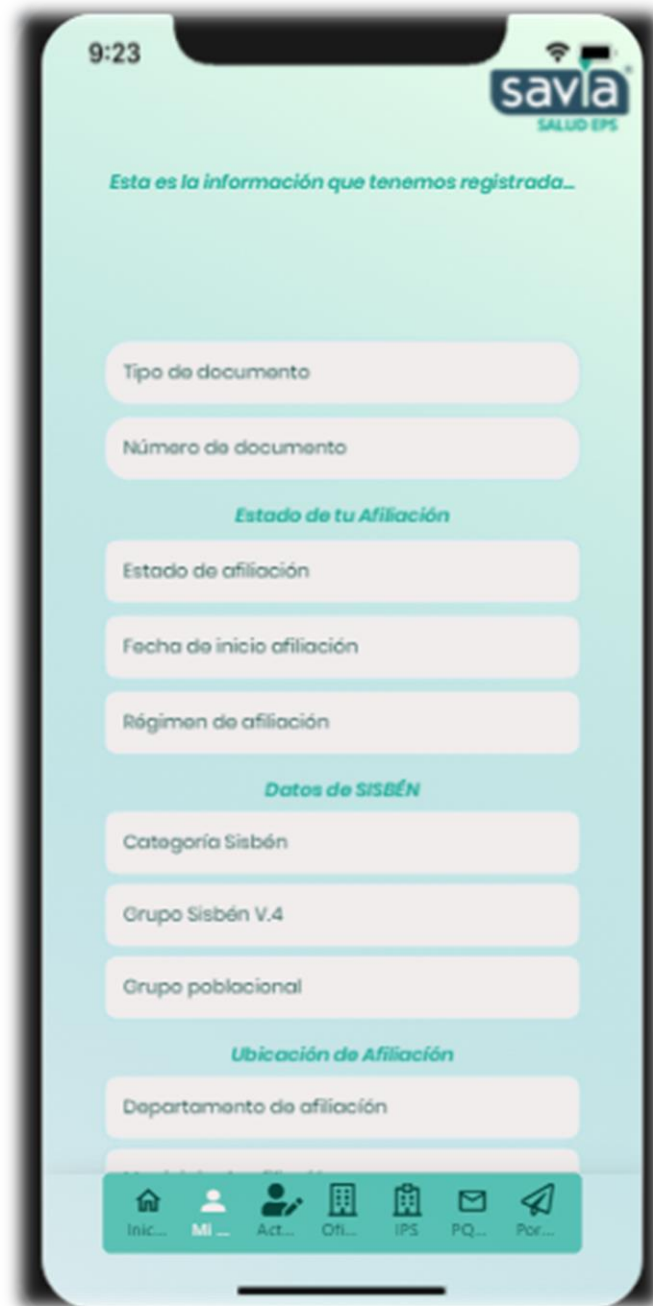 9:23
savia
SALUD EPS
Esta es la información que tenemos registrada...
Tipo de documento
Número de documento
Estado de tu Afiliación
Estado de afiliación
Fecha de inicio afiliación
Régimen de afiliación
Datos de SISBÉN
Categoría Sisbén
Grupo Sisbén V.4
Grupo poblacional
Ubicación de Afiliación
Departamento de afiliación
Inic... Mi ... Act... Ofi... IPS PQ... Por...